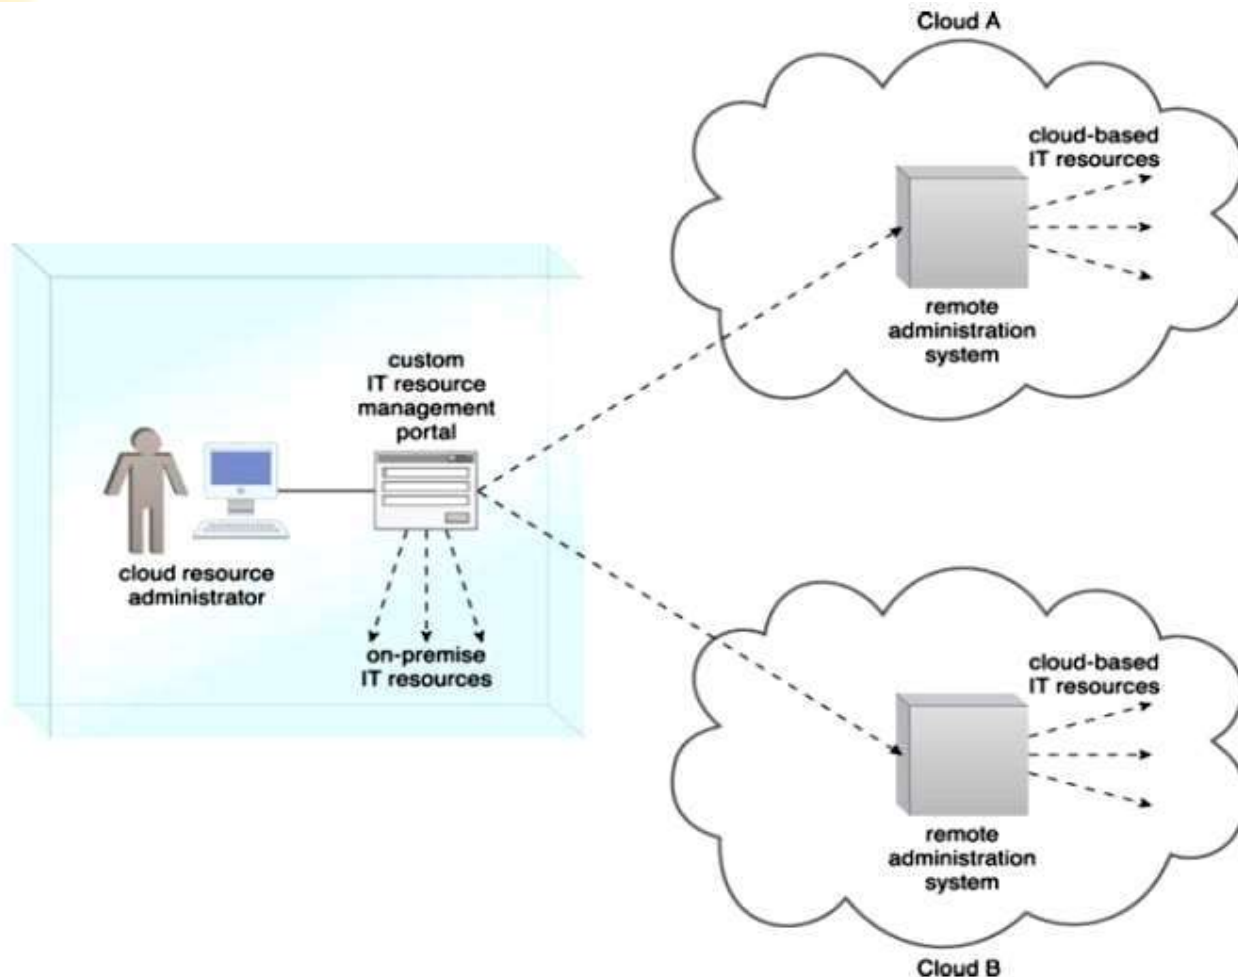 Cloud A
cloud-based
IT resources
remote
administration
system
custom
IT resource
management
portal
cloud resource
administrator
on-premise
IT resources
cloud-based
IT resources
remote
administration
system
Cloud B